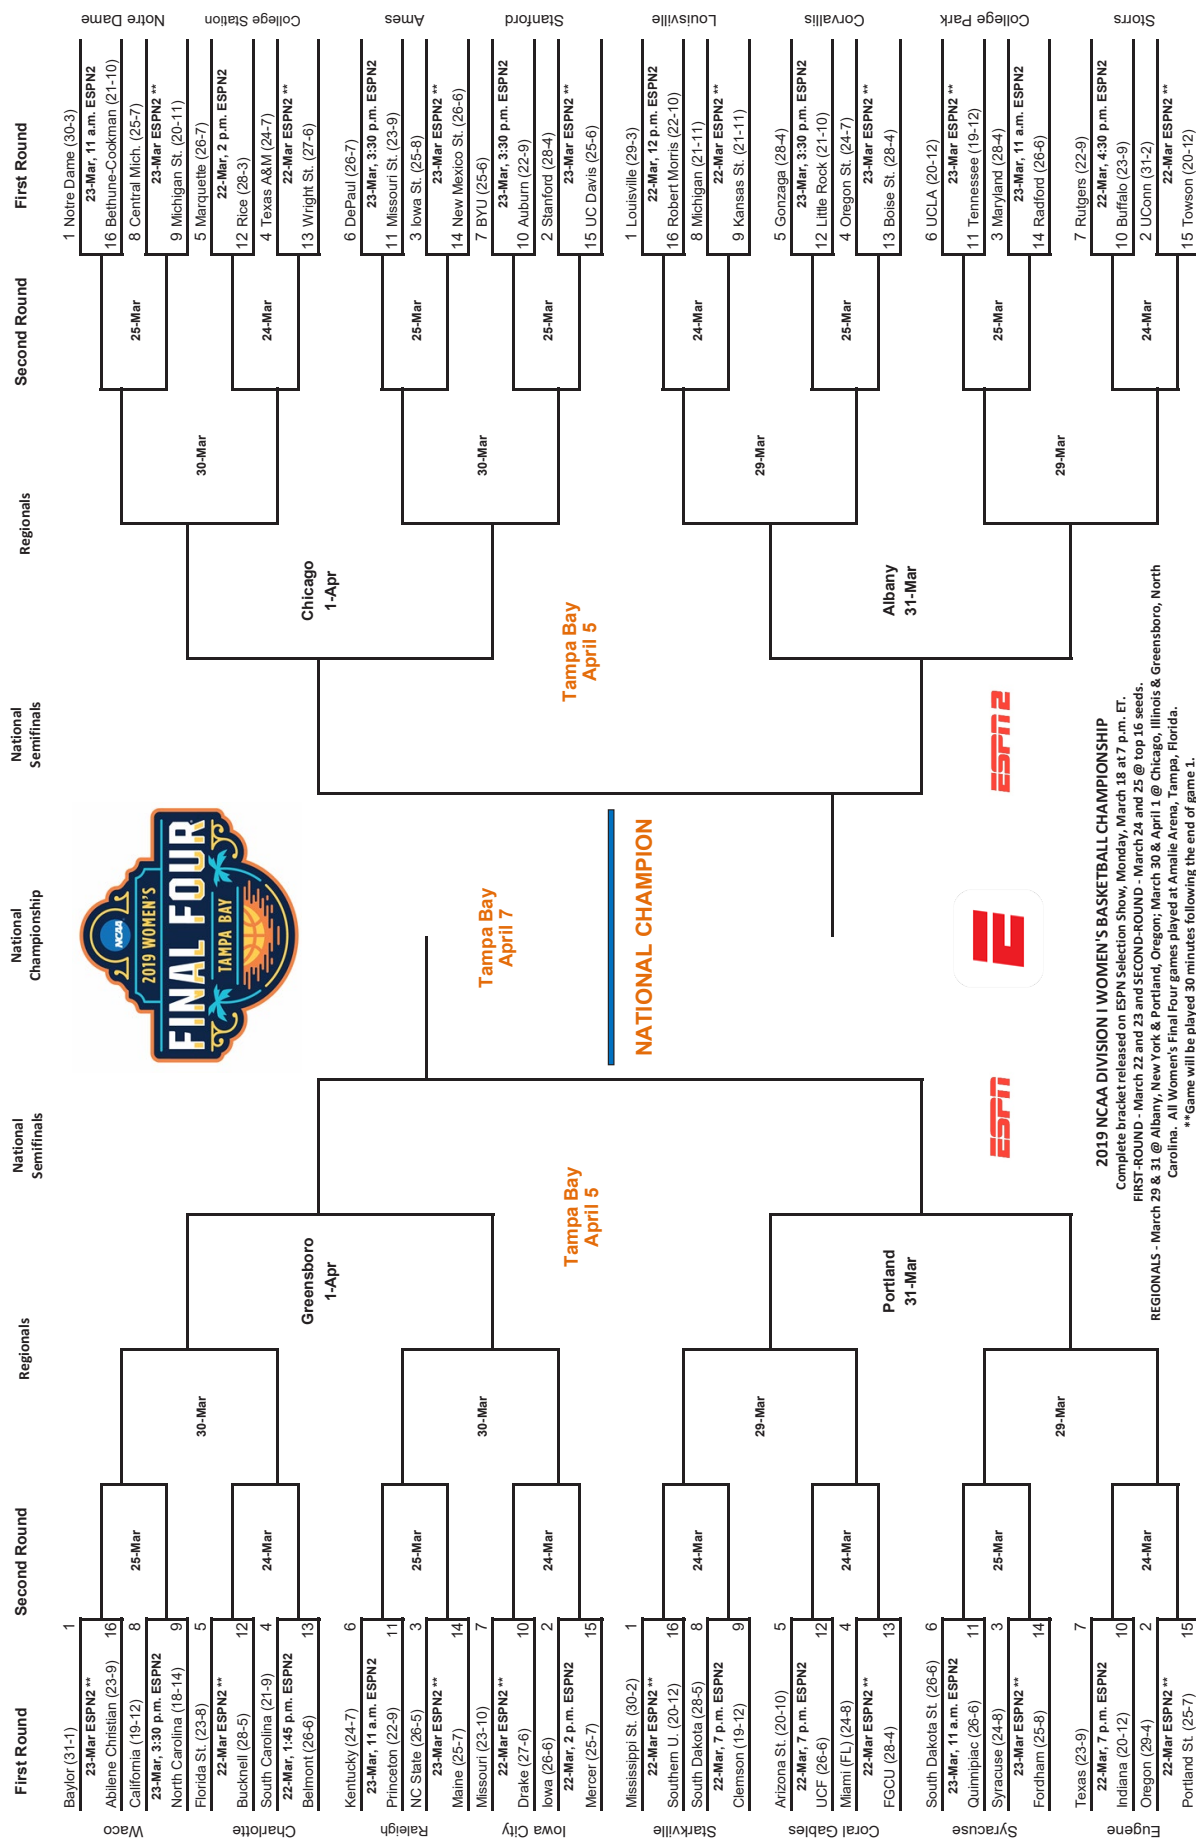 First Round
Second Round
Regionals
National
Semifinals
National
Championship
National
Semifinals
Regionals
Second Round
First Round
Waco
Baylor (31-1) 1
23-Mar ESPN2 **
Abilene Christian (23-9) 16
California (19-12) 8
23-Mar, 3:30 p.m. ESPN2
North Carolina (18-14) 9
25-Mar
Charlotte
Florida St. (23-8) 5
22-Mar ESPN2 **
Bucknell (28-5) 12
South Carolina (21-9) 4
22-Mar, 1:45 p.m. ESPN2
Belmont (26-6) 13
24-Mar
30-Mar
Greensboro
1-Apr
Raleigh
Kentucky (24-7) 6
23-Mar, 11 a.m. ESPN2
Princeton (22-9) 11
NC State (26-5) 3
23-Mar ESPN2 **
Maine (25-7) 14
25-Mar
Iowa City
Missouri (23-10) 7
22-Mar ESPN2 **
Drake (27-6) 10
Iowa (26-6) 2
22-Mar, 2 p.m. ESPN2
Mercer (25-7) 15
24-Mar
30-Mar
Tampa Bay
April 5
Starkville
Mississippi St. (30-2) 1
22-Mar ESPN2 **
Southern U. (20-12) 16
South Dakota (28-5) 8
22-Mar, 7 p.m. ESPN2
Clemson (19-12) 9
24-Mar
Coral Gables
Arizona St. (20-10) 5
22-Mar, 7 p.m. ESPN2
UCF (26-6) 12
Miami (FL) (24-8) 4
22-Mar ESPN2 **
FGCU (28-4) 13
24-Mar
29-Mar
Portland
31-Mar
Syracuse
South Dakota St. (26-6) 6
23-Mar, 11 a.m. ESPN2
Quinnipiac (26-6) 11
Syracuse (24-8) 3
23-Mar ESPN2 **
Fordham (25-8) 14
25-Mar
Eugene
Texas (23-9) 7
22-Mar, 7 p.m. ESPN2
Indiana (20-12) 10
Oregon (29-4) 2
22-Mar ESPN2 **
Portland St. (25-7) 15
24-Mar
29-Mar
NCAA
2019 WOMEN'S
FINAL FOUR
TAMPA BAY
Tampa Bay
April 7
NATIONAL CHAMPION
Notre Dame
1 Notre Dame (30-3)
23-Mar, 11 a.m. ESPN2
16 Bethune-Cookman (21-10)
8 Central Mich. (25-7)
23-Mar ESPN2 **
9 Michigan St. (20-11)
25-Mar
College Station
5 Marquette (26-7)
22-Mar, 2 p.m. ESPN2
12 Rice (28-3)
4 Texas A&M (24-7)
22-Mar ESPN2 **
13 Wright St. (27-6)
24-Mar
30-Mar
Chicago
1-Apr
Ames
6 DePaul (26-7)
23-Mar, 3:30 p.m. ESPN2
11 Missouri St. (23-9)
3 Iowa St. (25-8)
23-Mar ESPN2 **
14 New Mexico St. (26-6)
25-Mar
Stanford
7 BYU (25-6)
23-Mar, 3:30 p.m. ESPN2
10 Auburn (22-9)
2 Stanford (28-4)
23-Mar ESPN2 **
15 UC Davis (25-6)
25-Mar
30-Mar
Tampa Bay
April 5
Louisville
1 Louisville (29-3)
22-Mar, 12 p.m. ESPN2
16 Robert Morris (22-10)
8 Michigan (21-11)
22-Mar ESPN2 **
9 Kansas St. (21-11)
24-Mar
Corvallis
5 Gonzaga (28-4)
23-Mar, 3:30 p.m. ESPN2
12 Little Rock (21-10)
4 Oregon St. (24-7)
23-Mar ESPN2 **
13 Boise St. (28-4)
25-Mar
29-Mar
Albany
31-Mar
College Park
6 UCLA (20-12)
23-Mar ESPN2 **
11 Tennessee (19-12)
3 Maryland (28-4)
23-Mar, 11 a.m. ESPN2
14 Radford (26-6)
25-Mar
Storrs
7 Rutgers (22-9)
22-Mar, 4:30 p.m. ESPN2
10 Buffalo (23-9)
2 UConn (31-2)
22-Mar ESPN2 **
15 Towson (20-12)
24-Mar
29-Mar
ESPN
E
ESPN2
2019 NCAA DIVISION I WOMEN'S BASKETBALL CHAMPIONSHIP
Complete bracket released on ESPN Selection Show, Monday, March 18 at 7 p.m. ET.
FIRST-ROUND - March 22 and 23 and SECOND-ROUND - March 24 and 25 @ top 16 seeds.
REGIONALS - March 29 & 31 @ Albany, New York & Portland, Oregon; March 30 & April 1 @ Chicago, Illinois & Greensboro, North
Carolina. All Women's Final Four games played at Amalie Arena, Tampa, Florida.
**Game will be played 30 minutes following the end of game 1.